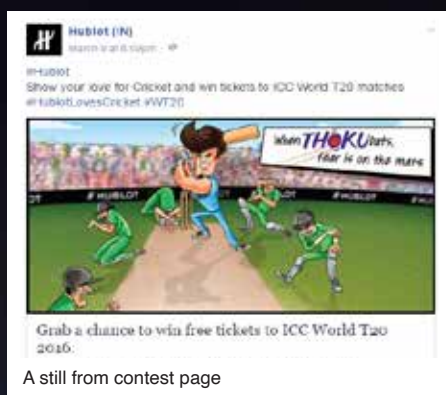 Hublot (IN)
#Hublot
Show your love for Cricket and win tickets to ICC World T20 matches
#HublotLovesCricket #WT20
When THOKU bats,
fear is on the mars
# HUBLOT
# HUBLOT
Grab a chance to win free tickets to ICC World T20
2016.
A still from contest page